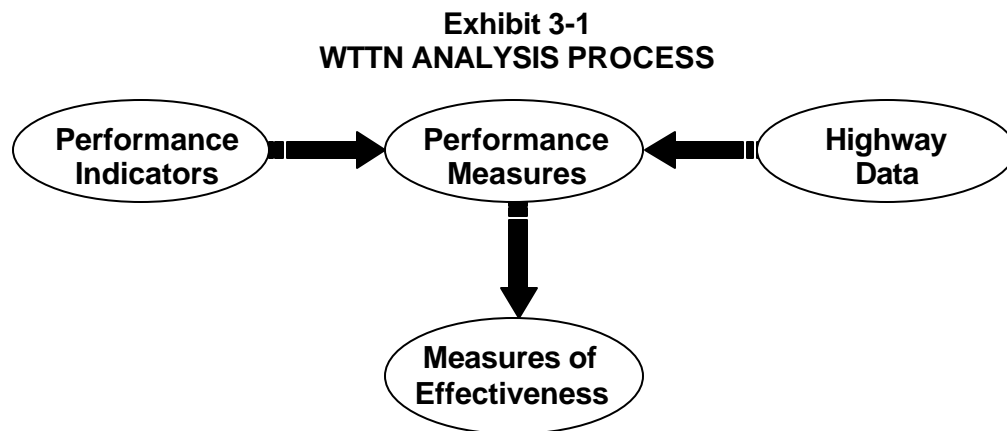 Exhibit 3-1
WTTN ANALYSIS PROCESS
Performance
Indicators
Performance
Measures
Highway
Data
Measures of
Effectiveness